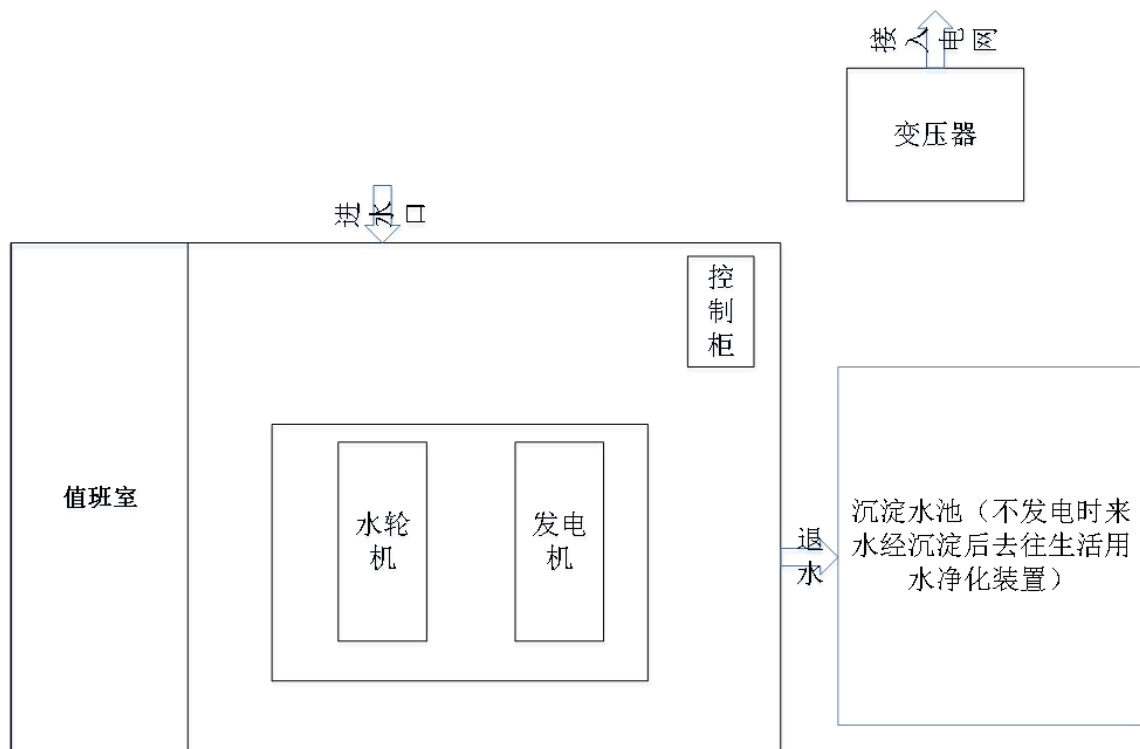 接入电网
变压器
进水口
控
制
柜
值班室
水轮
机
发电
机
退
水
沉淀水池（不发电时来
水经沉淀后去往生活用
水净化装置）